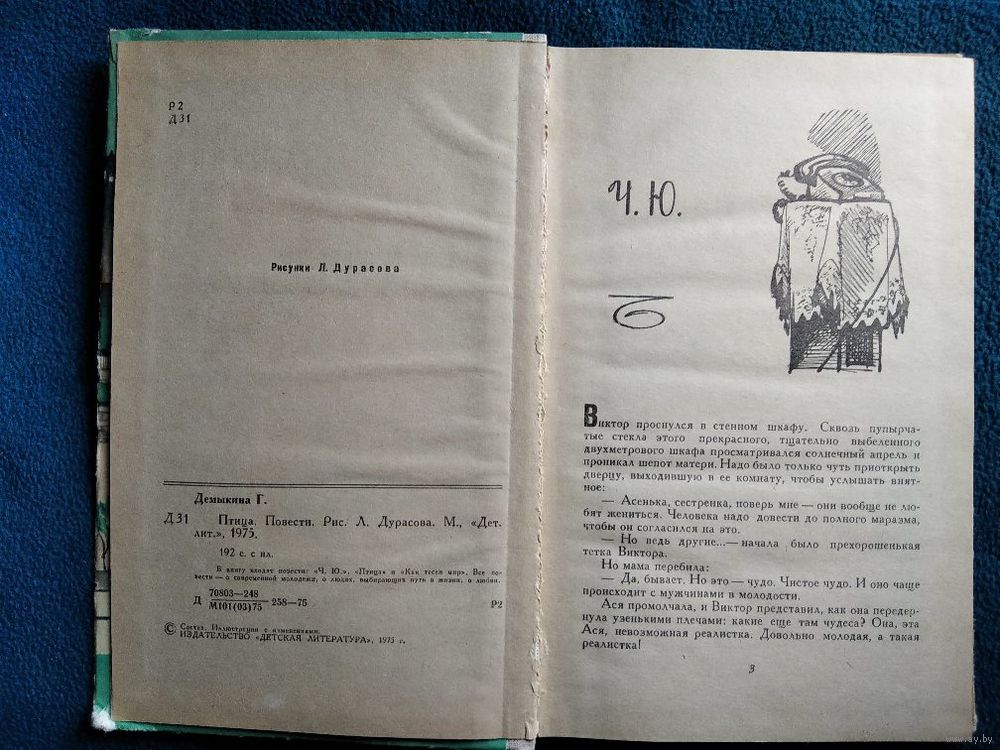 Р2
Д31
Рисунки Л. Дурасова
Демыкина Г.
Д31 Птица. Повести. Рис. Л. Дурасова. М., «Дет.
лит.», 1975.
192 с. с ил.
В книгу входят повести: «Ч. Ю.», «Птица» и «Как тесен мир». Все по-
вести — о современной молодежи, о людях, выбирающих путь в жизни, о любви.
Д 70803—248
М101(03)75 258—75 Р2
© Состав. Иллюстрации с изменениями.
ИЗДАТЕЛЬСТВО «ДЕТСКАЯ ЛИТЕРАТУРА», 1975 г.
Ч. Ю.
Виктор проснулся в стенном шкафу. Сквозь пупырча-
тые стекла этого прекрасного, тщательно выбеленного
двухметрового шкафа просматривался солнечный апрель и
проникал шепот матери. Надо было только чуть приоткрыть
дверцу, выходившую в ее комнату, чтобы услышать внят-
ное:
— Асенька, сестренка, поверь мне — они вообще не лю-
бят жениться. Человека надо довести до полного маразма,
чтобы он согласился на это.
— Но ведь другие...— начала было прехорошенькая
тетка Виктора.
Но мама перебила:
— Да, бывает. Но это — чудо. Чистое чудо. И оно чаще
происходит с мужчинами в молодости.
Ася промолчала, и Виктор представил, как она передер-
нула узенькими плечами: какие еще там чудеса? Она, эта
Ася, невозможная реалистка. Довольно молодая, а такая
реалистка!
3
www.ay.by